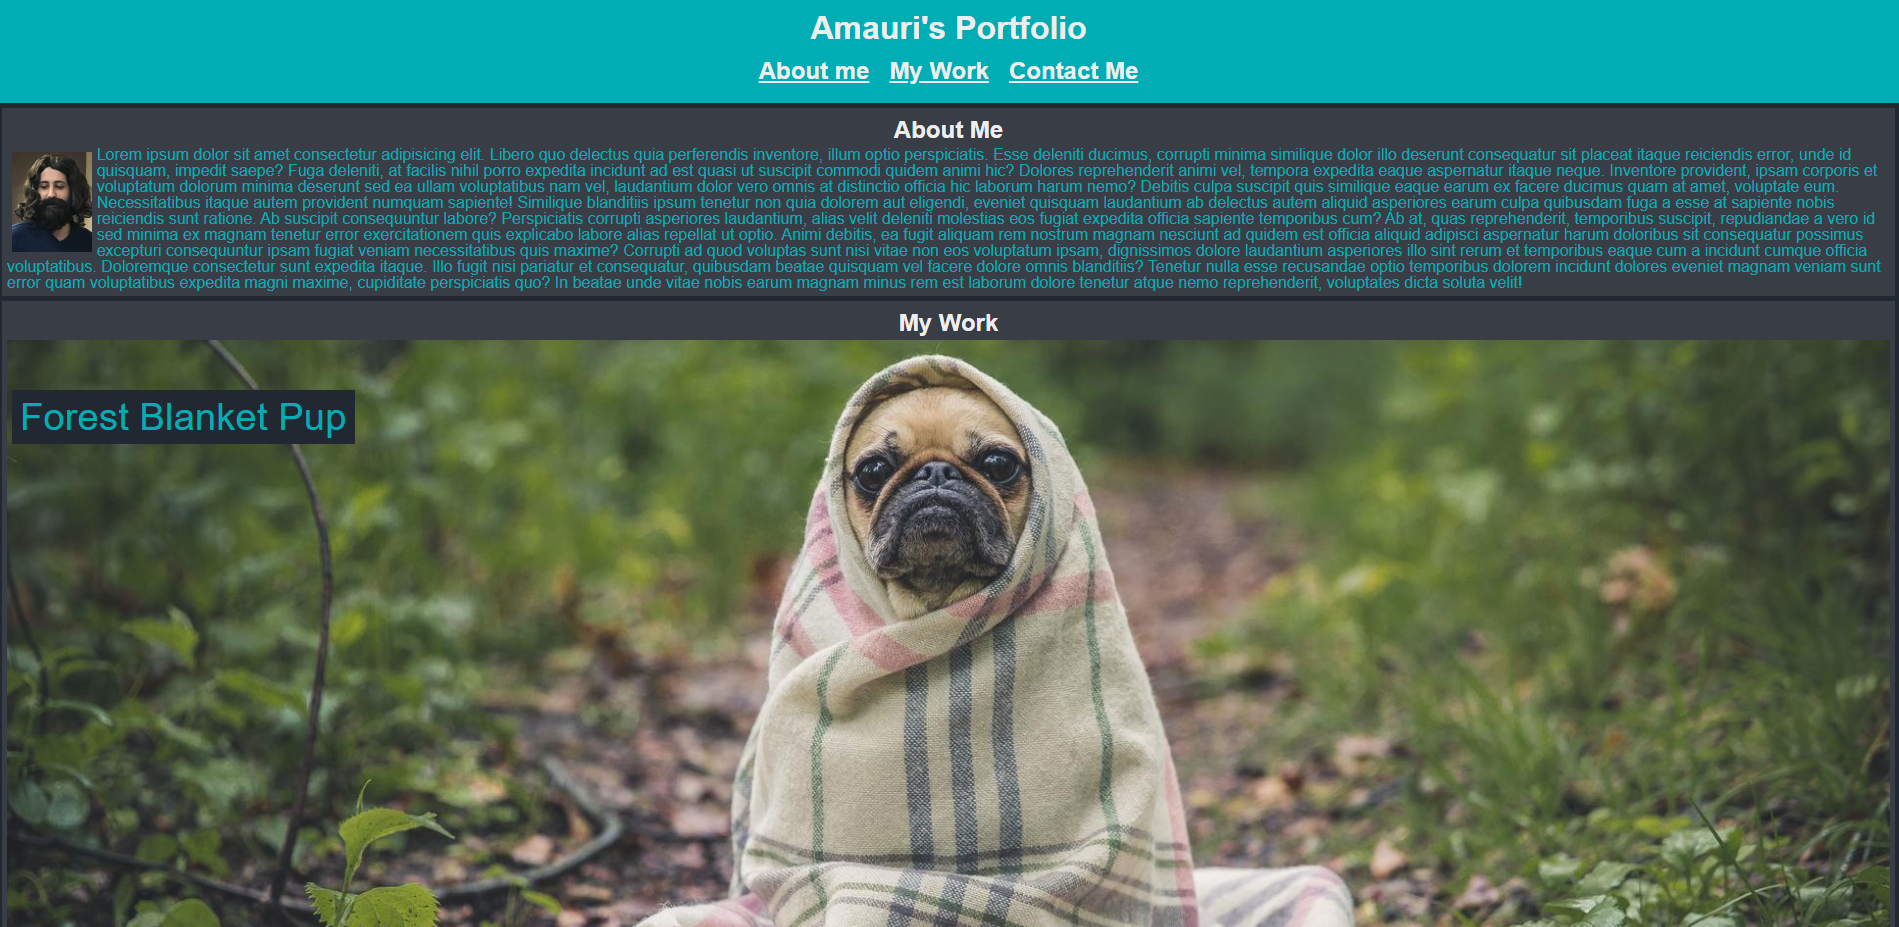 Amauri's Portfolio
About me My Work Contact Me
About Me
Lorem ipsum dolor sit amet consectetur adipisicing elit. Libero quo delectus quia perferendis inventore, illum optio perspiciatis. Esse deleniti ducimus, corrupti minima similique dolor illo deserunt consequatur sit placeat itaque reiciendis error, unde id
quisquam, impedit saepe? Fuga deleniti, at facilis nihil porro expedita incidunt ad est quasi ut suscipit commodi quidem animi hic? Dolores reprehenderit animi vel, tempora expedita eaque aspernatur itaque neque. Inventore provident, ipsam corporis et
voluptatum dolorum minima deserunt sed ea ullam voluptatibus nam vel, laudantium dolor vero omnis at distinctio officia hic laborum harum nemo? Debitis culpa suscipit quis similique eaque earum ex facere ducimus quam at amet, voluptate eum.
Necessitatibus itaque autem provident numquam sapiente! Similique blanditiis ipsum tenetur non quia dolorem aut eligendi, eveniet quisquam laudantium ab delectus autem aliquid asperiores earum culpa quibusdam fuga a esse at sapiente nobis
reiciendis sunt ratione. Ab suscipit consequuntur labore? Perspiciatis corrupti asperiores laudantium, alias velit deleniti molestias eos fugiat expedita officia sapiente temporibus cum? Ab at, quas reprehenderit, temporibus suscipit, repudiandae a vero id
sed minima ex magnam tenetur error exercitationem quis explicabo labore alias repellat ut optio. Animi debitis, ea fugit aliquam rem nostrum magnam nesciunt ad quidem est officia aliquid adipisci aspernatur harum doloribus sit consequatur possimus
excepturi consequuntur ipsam fugiat veniam necessitatibus quis maxime? Corrupti ad quod voluptas sunt nisi vitae non eos voluptatum ipsam, dignissimos dolore laudantium asperiores illo sint rerum et temporibus eaque cum a incidunt cumque officia
voluptatibus. Doloremque consectetur sunt expedita itaque. Illo fugit nisi pariatur et consequatur, quibusdam beatae quisquam vel facere dolore omnis blanditiis? Tenetur nulla esse recusandae optio temporibus dolorem incidunt dolores eveniet magnam veniam sunt
error quam voluptatibus expedita magni maxime, cupiditate perspiciatis quo? In beatae unde vitae nobis earum magnam minus rem est laborum dolore tenetur atque nemo reprehenderit, voluptates dicta soluta velit!
My Work
Forest Blanket Pup